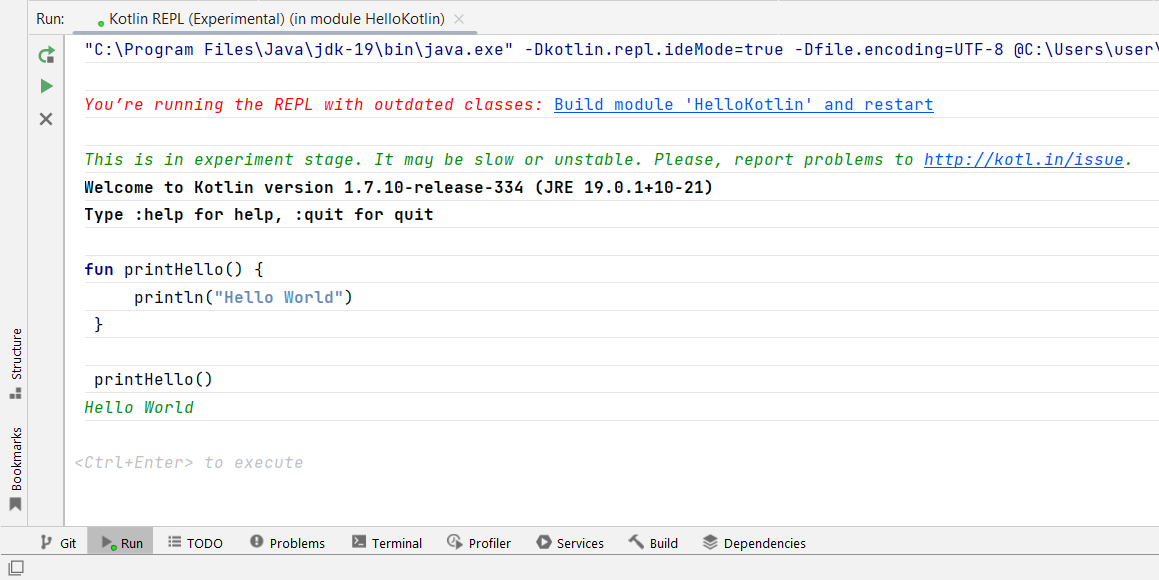 Run:
Kotlin REPL (Experimental) (in module HelloKotlin)
"C:\Program Files\Java\jdk-19\bin\java.exe" -Dkotlin.repl.ideMode=true -Dfile.encoding=UTF-8 @C:\Users\user\
You’re running the REPL with outdated classes: Build module 'HelloKotlin' and restart
This is in experiment stage. It may be slow or unstable. Please, report problems to http://kotl.in/issue.
Welcome to Kotlin version 1.7.10-release-334 (JRE 19.0.1+10-21)
Type :help for help, :quit for quit
fun printHello() {
println("Hello World")
}
printHello()
Hello World
<Ctrl+Enter> to execute
Structure
Bookmarks
Git
Run
TODO
Problems
Terminal
Profiler
Services
Build
Dependencies